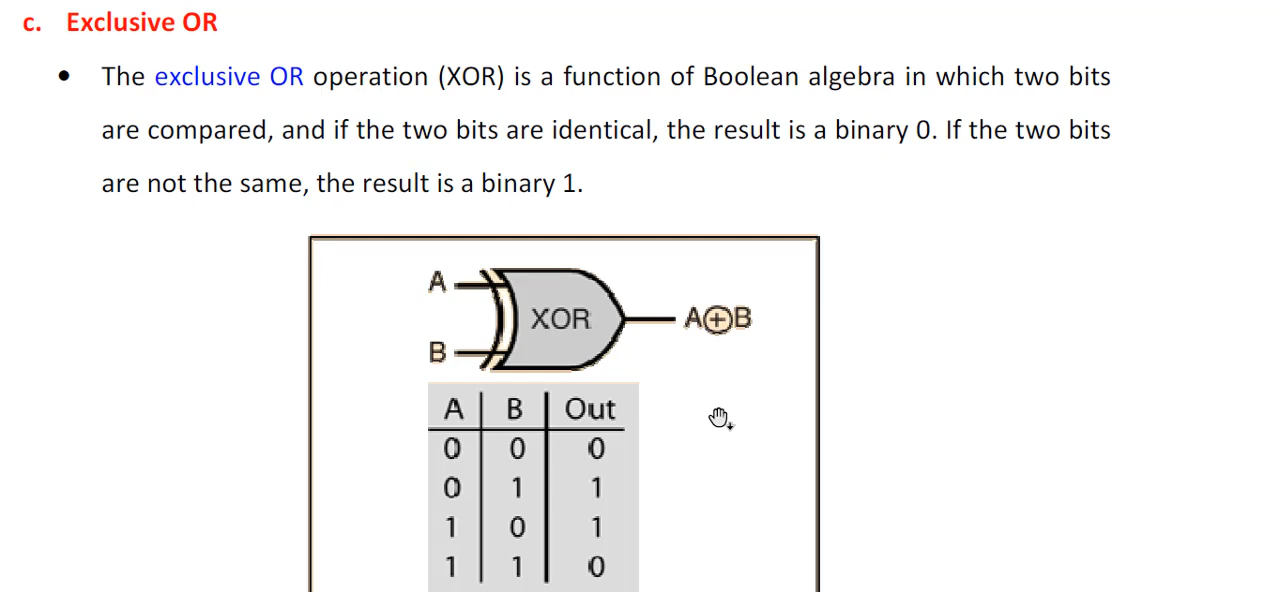 c. Exclusive OR
• The exclusive OR operation (XOR) is a function of Boolean algebra in which two bits
are compared, and if the two bits are identical, the result is a binary 0. If the two bits
are not the same, the result is a binary 1.
A
XOR A⊕B
B
A B Out
0 0 0
0 1 1
1 0 1
1 1 0